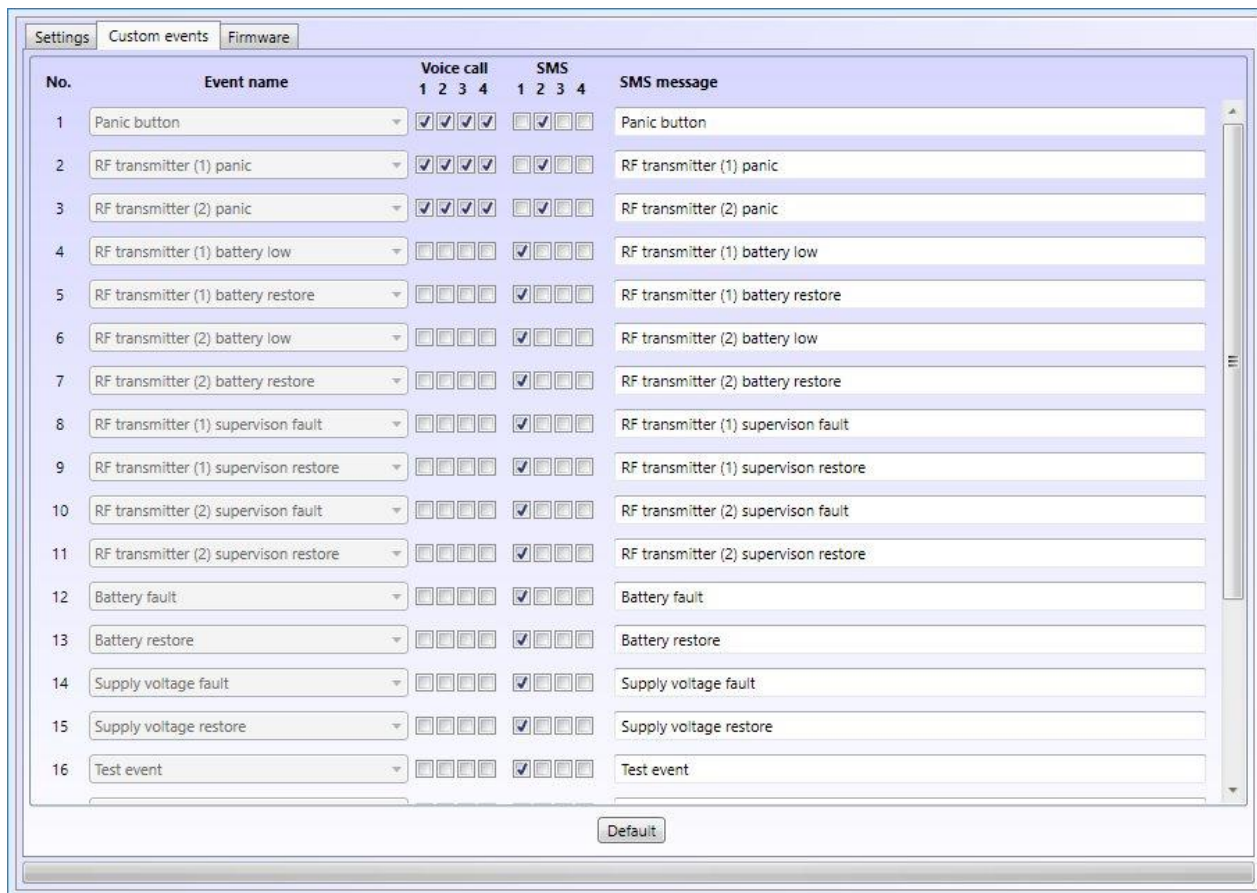 Settings Custom events Firmware
Voice call SMS
No. Event name 1 2 3 4 1 2 3 4 SMS message
1 Panic button Panic button
2 RF transmitter (1) panic RF transmitter (1) panic
3 RF transmitter (2) panic RF transmitter (2) panic
4 RF transmitter (1) battery low RF transmitter (1) battery low
5 RF transmitter (1) battery restore RF transmitter (1) battery restore
6 RF transmitter (2) battery low RF transmitter (2) battery low
7 RF transmitter (2) battery restore RF transmitter (2) battery restore
8 RF transmitter (1) supervison fault RF transmitter (1) supervison fault
9 RF transmitter (1) supervison restore RF transmitter (1) supervison restore
10 RF transmitter (2) supervison fault RF transmitter (2) supervison fault
11 RF transmitter (2) supervison restore RF transmitter (2) supervison restore
12 Battery fault Battery fault
13 Battery restore Battery restore
14 Supply voltage fault Supply voltage fault
15 Supply voltage restore Supply voltage restore
16 Test event Test event
Default